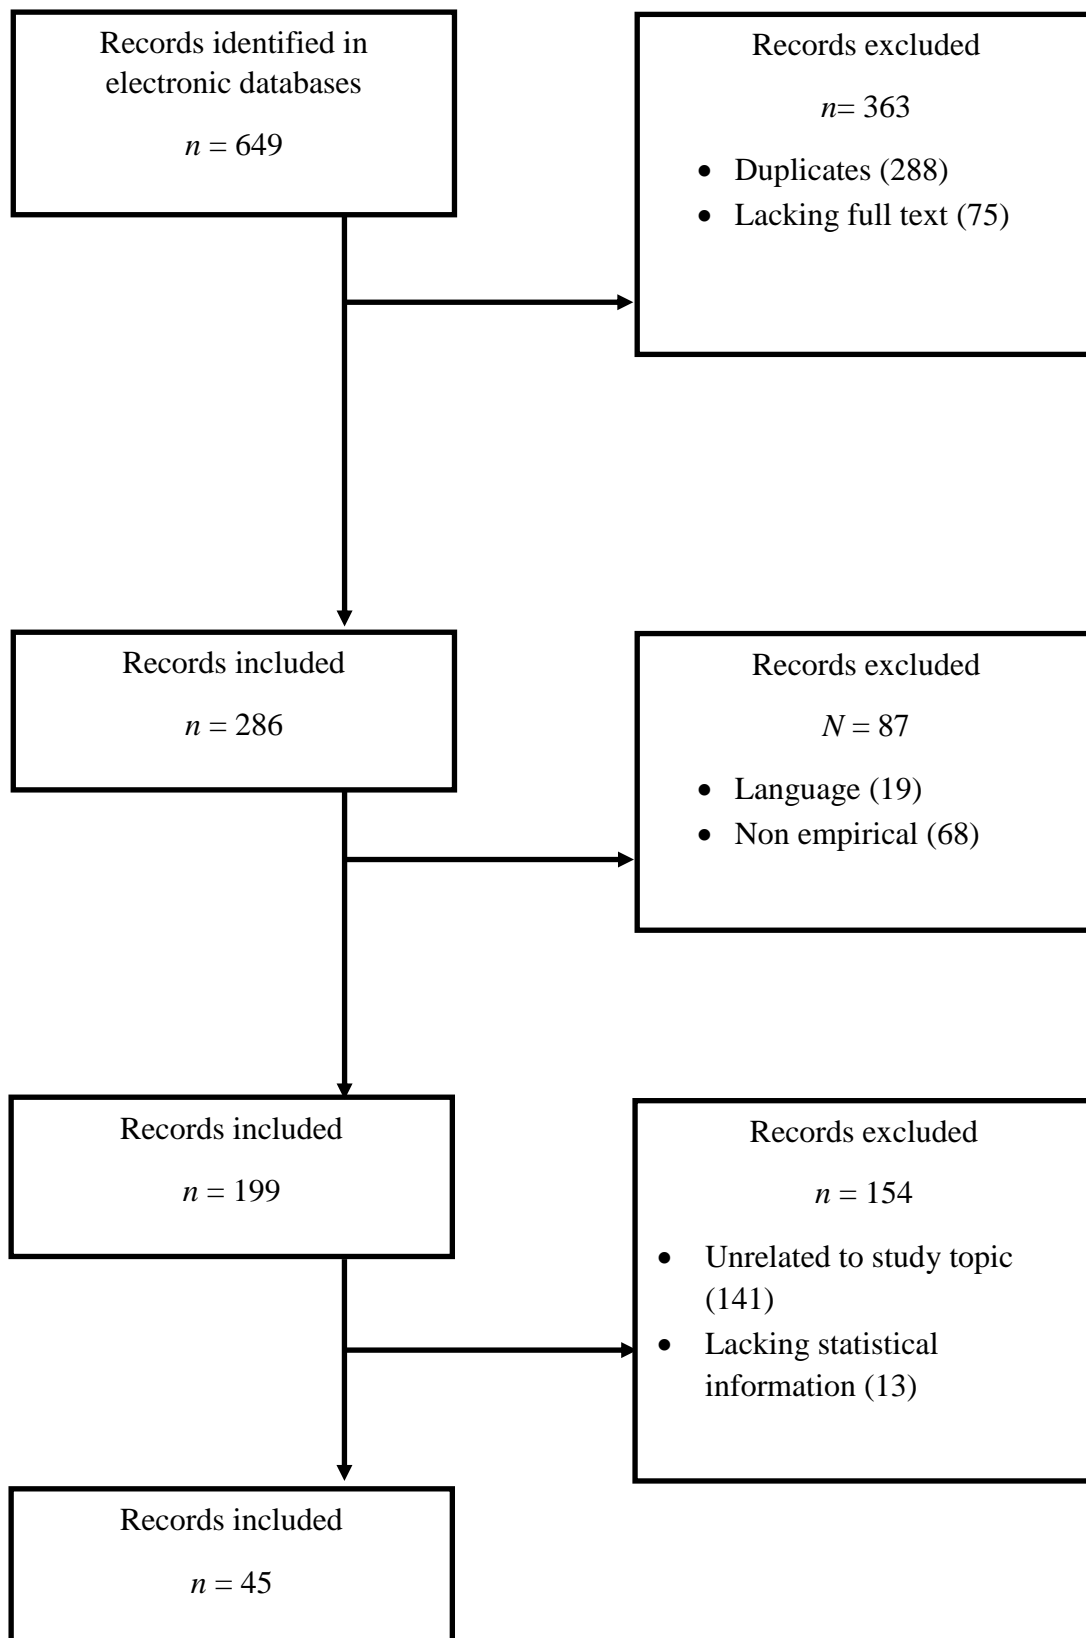 Records identified in
electronic databases
n = 649
Records excluded
n= 363
• Duplicates (288)
• Lacking full text (75)
Records included
n = 286
Records excluded
N = 87
• Language (19)
• Non empirical (68)
Records included
n = 199
Records excluded
n = 154
• Unrelated to study topic
(141)
• Lacking statistical
information (13)
Records included
n = 45